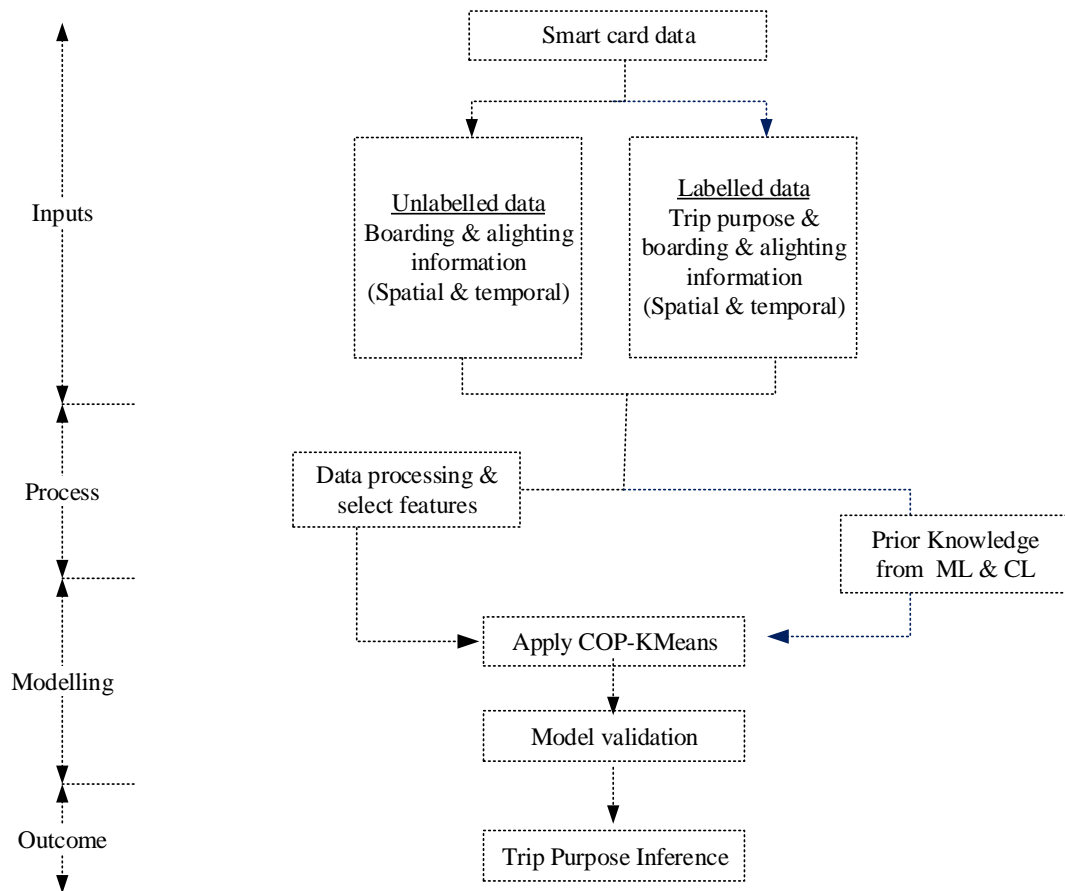 Smart card data
Inputs
Unlabelled data
Boarding & alighting
information
(Spatial & temporal)
Labelled data
Trip purpose &
boarding & alighting
information
(Spatial & temporal)
Process
Data processing &
select features
Prior Knowledge
from ML & CL
Modelling
Apply COP-KMeans
Model validation
Outcome
Trip Purpose Inference